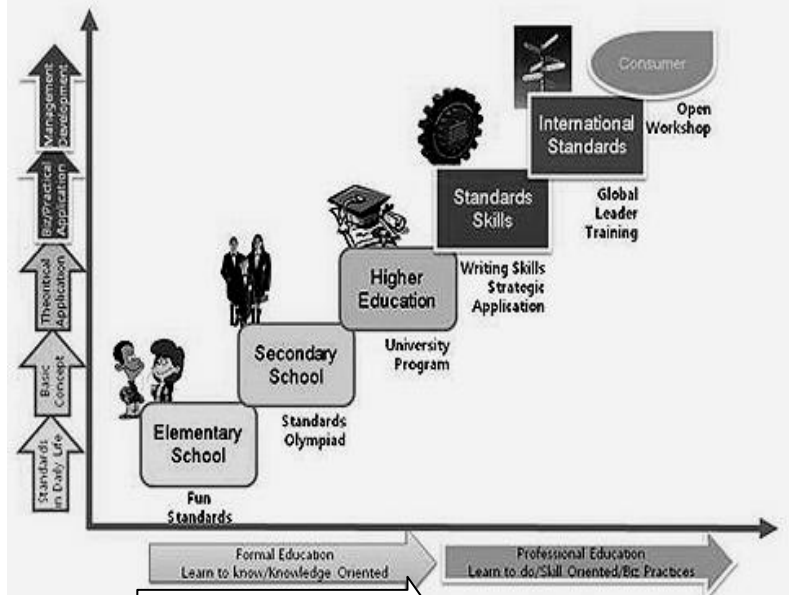 Management
Development
Biz/Practical
Application
Theoritical
Application
Basic
Concept
Standards
in Daily Life
Consumer
Open
Workshop
International
Standards
Global
Leader
Training
Standards
Skills
Writing Skills
Strategic
Application
Higher
Education
University
Program
Secondary
School
Standards
Olympiad
Elementary
School
Fun
Standards
Formal Education
Learn to know/Knowledge Oriented
Professional Education
Learn to do/Skill Oriented/Biz Practices